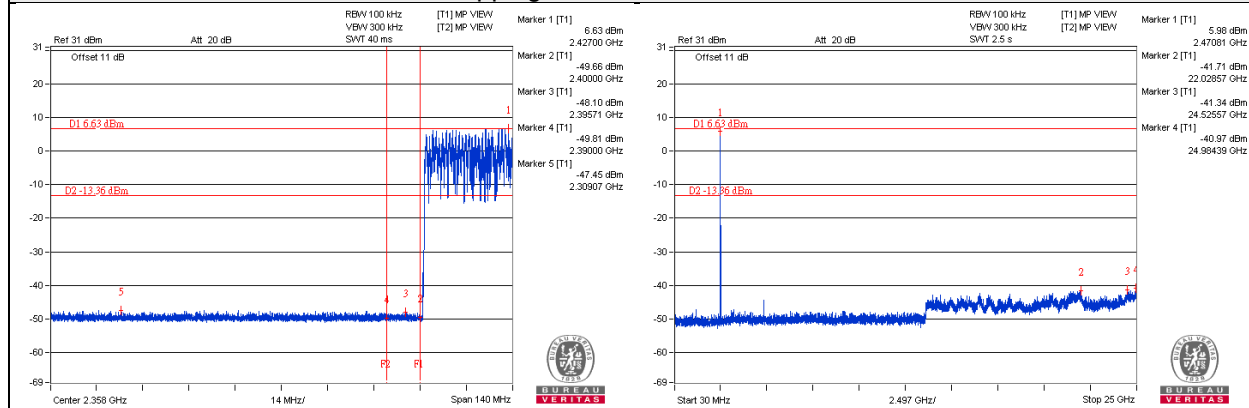 RBW 100 kHz [T1] MP VIEW
VBW 300 kHz [T2] MP VIEW
Ref 31 dBm Att 20 dB SWT 40 ms
Offset 11 dB
31
20
10
0
-10
-20
-30
-40
-50
-60
-69
D1 6.63 dBm
D2 -13.36 dBm
1
5
4
3
2
F2
F1
Center 2.358 GHz 14 MHz/ Span 140 MHz
Marker 1 [T1]
6.63 dBm
2.42700 GHz
Marker 2 [T1]
-49.66 dBm
2.40000 GHz
Marker 3 [T1]
-48.10 dBm
2.39571 GHz
Marker 4 [T1]
-49.81 dBm
2.39000 GHz
Marker 5 [T1]
-47.45 dBm
2.30907 GHz
BUREAU VERITAS
1828
BUREAU
VERITAS
RBW 100 kHz [T1] MP VIEW
VBW 300 kHz [T2] MP VIEW
Ref 31 dBm Att 20 dB SWT 2.5 s
Offset 11 dB
31
20
10
0
-10
-20
-30
-40
-50
-60
-69
D1 6.63 dBm
D2 -13.36 dBm
1
2
3
4
Start 30 MHz 2.497 GHz/ Stop 25 GHz
Marker 1 [T1]
5.98 dBm
2.47081 GHz
Marker 2 [T1]
-41.71 dBm
22.02857 GHz
Marker 3 [T1]
-41.34 dBm
24.52557 GHz
Marker 4 [T1]
-40.97 dBm
24.98439 GHz
BUREAU VERITAS
1828
BUREAU
VERITAS